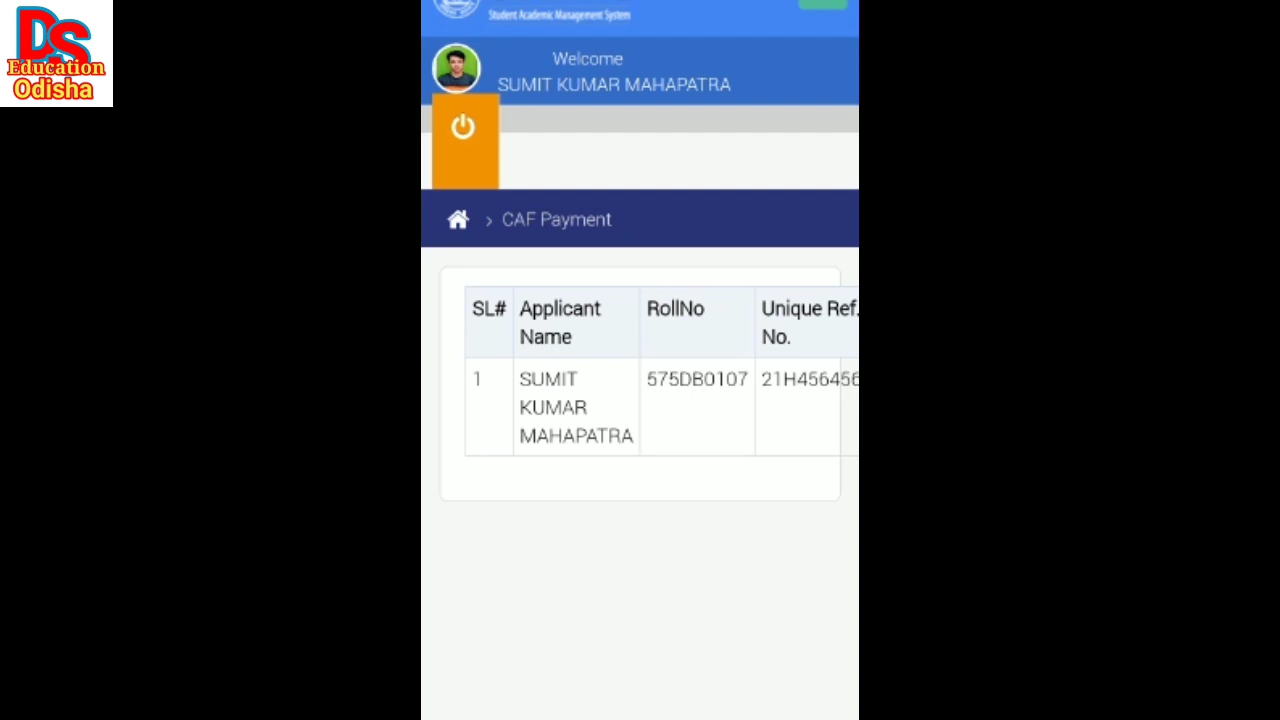 DS
Education
Odisha
Student Academic Management System
Welcome
SUMIT KUMAR MAHAPATRA
> CAF Payment
SL# Applicant Name RollNo Unique Ref. No.
1 SUMIT KUMAR MAHAPATRA 575DB0107 21H456456